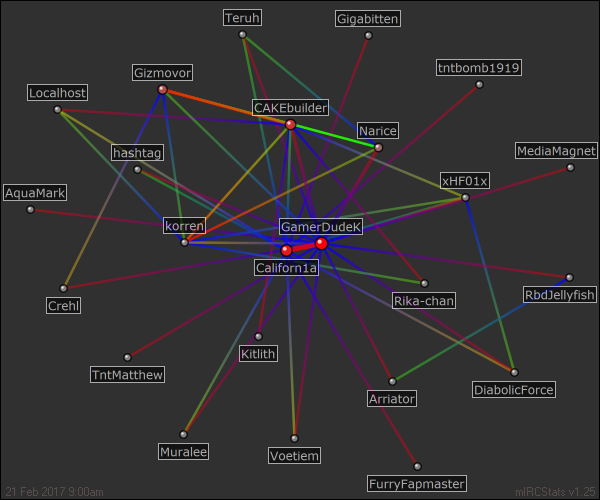 Teruh
Gigabitten
tntbomb1919
Gizmovor
Localhost
CAKEbuilder
Narice
MediaMagnet
hashtag
xHF01x
AquaMark
korren
GamerDudeK
Californ1a
Rika-chan
RbdJellyfish
Crehl
Kitlith
TntMatthew
DiabolicForce
Arriator
Muralee
Voetiem
FurryFapmaster
21 Feb 2017 9:00am
mIRCStats v1.25